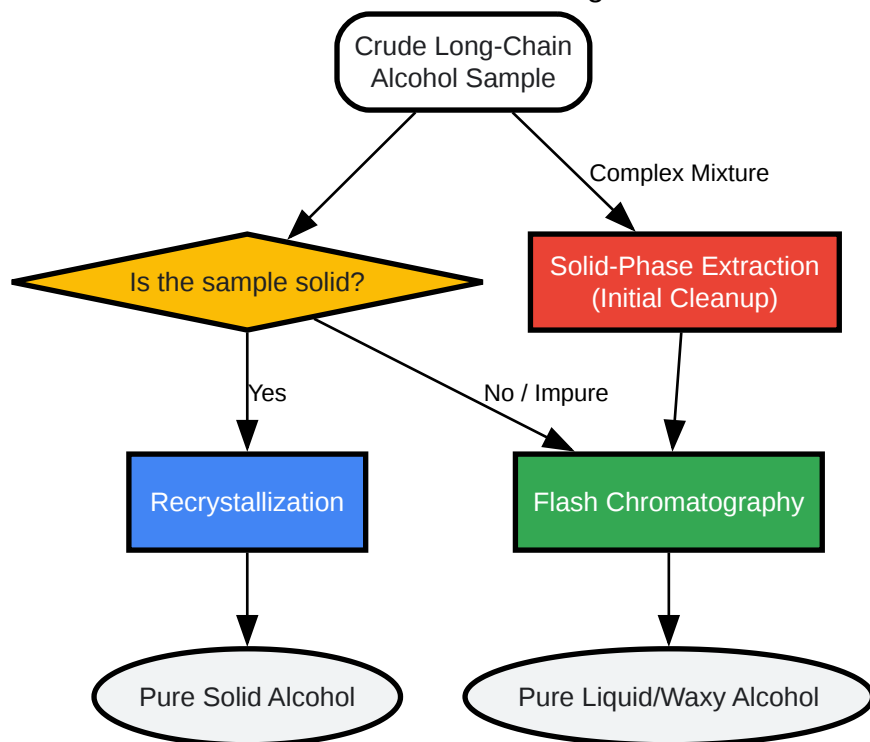 Crude Long-Chain
Alcohol Sample
Complex Mixture
Is the sample solid?
Solid-Phase Extraction
(Initial Cleanup)
Yes
No / Impure
Recrystallization
Flash Chromatography
Pure Solid Alcohol
Pure Liquid/Waxy Alcohol